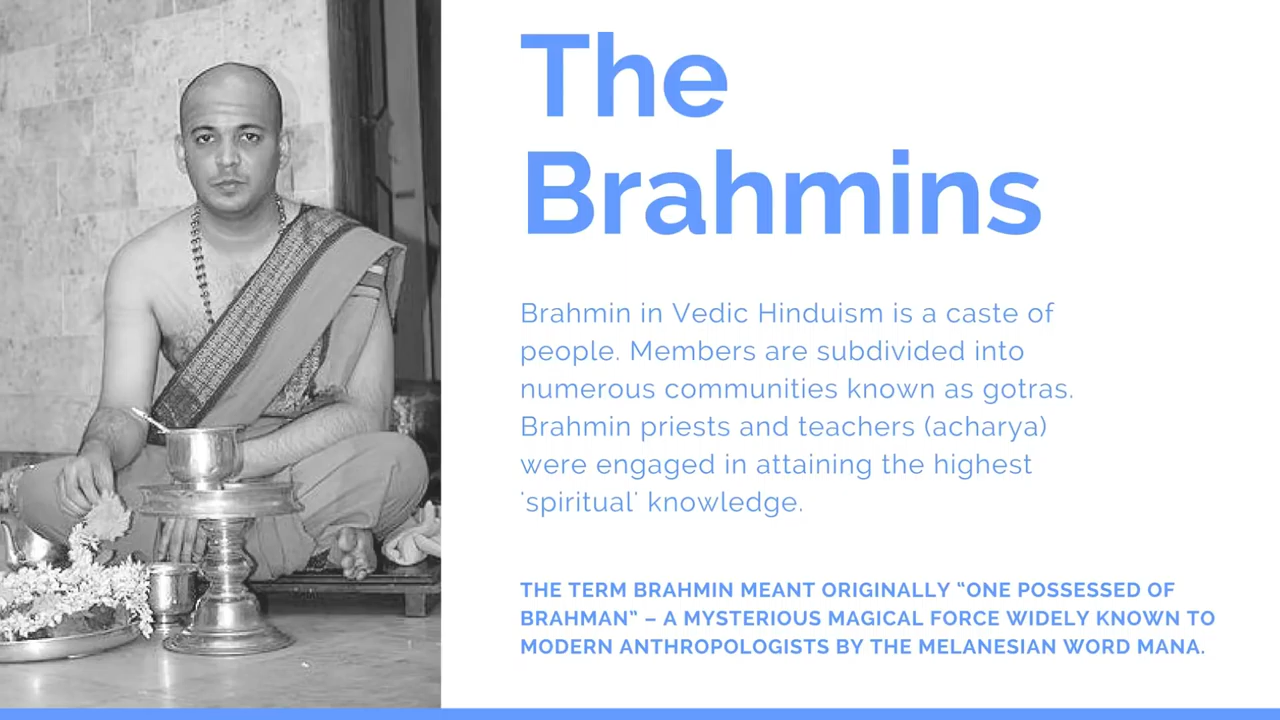 The
Brahmins
Brahmin in Vedic Hinduism is a caste of
people. Members are subdivided into
numerous communities known as gotras.
Brahmin priests and teachers (acharya)
were engaged in attaining the highest
'spiritual' knowledge.
THE TERM BRAHMIN MEANT ORIGINALLY “ONE POSSESSED OF
BRAHMAN” – A MYSTERIOUS MAGICAL FORCE WIDELY KNOWN TO
MODERN ANTHROPOLOGISTS BY THE MELANESIAN WORD MANA.